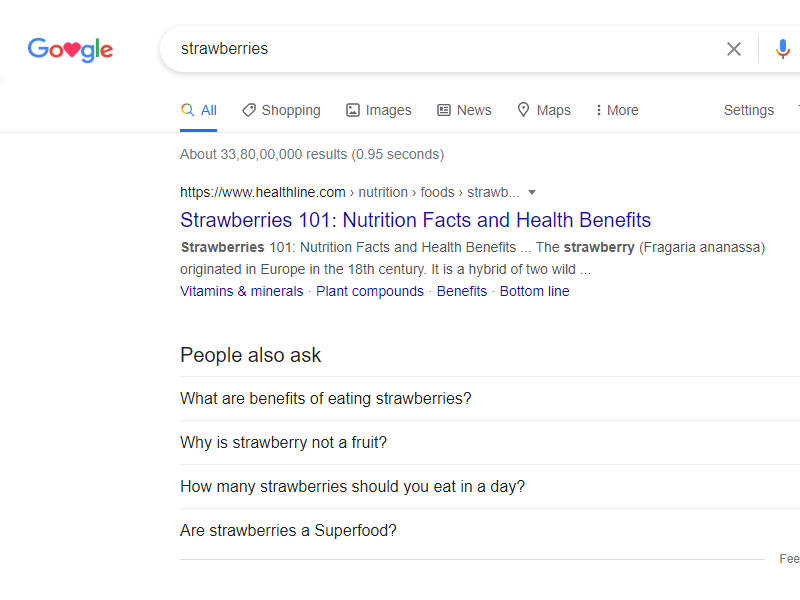 Google
strawberries
All Shopping Images News Maps More Settings
About 33,80,00,000 results (0.95 seconds)
https://www.healthline.com › nutrition › foods › strawb...
Strawberries 101: Nutrition Facts and Health Benefits
Strawberries 101: Nutrition Facts and Health Benefits ... The strawberry (Fragaria ananassa)
originated in Europe in the 18th century. It is a hybrid of two wild ...
Vitamins & minerals · Plant compounds · Benefits · Bottom line
People also ask
What are benefits of eating strawberries?
Why is strawberry not a fruit?
How many strawberries should you eat in a day?
Are strawberries a Superfood?
Fee